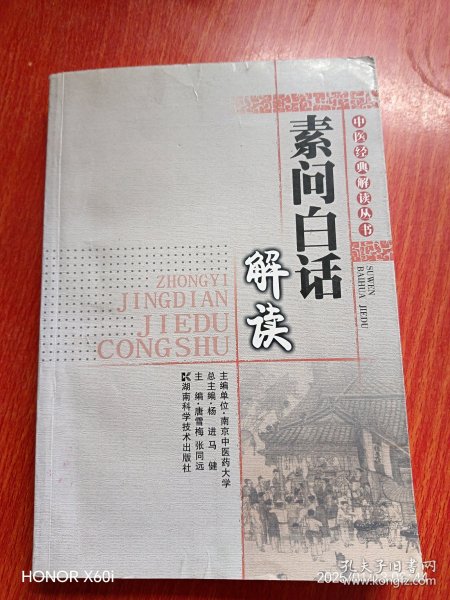 中医经典解读丛书
素问白话
解读
SUWEN
BAIHUA JIEDU
ZHONGYI
JINGDIAN
JIEDU
CONGSHU
主编单位·南京中医药大学
总主编·杨 进 马 健
主 编·唐雪梅 张同远
湖南科学技术出版社
HONOR X60i
孔夫子旧书网
www.kongfz.com